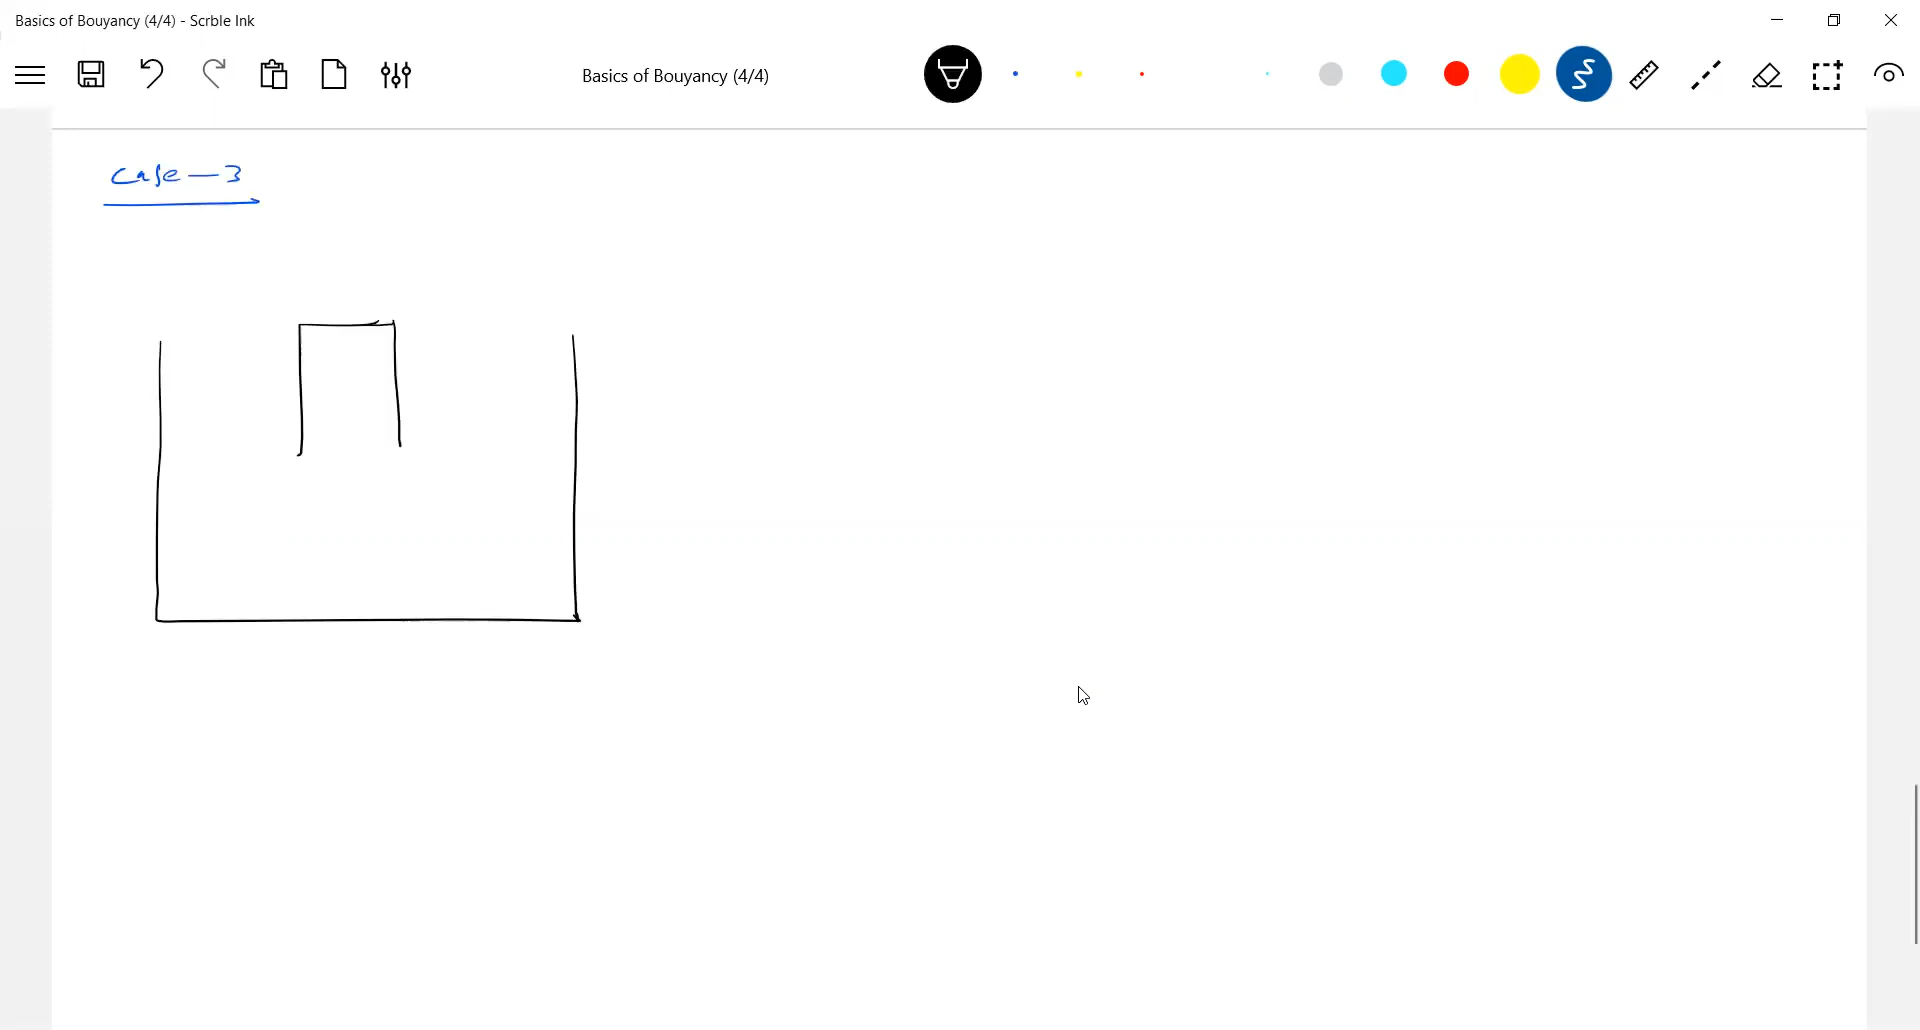 Basics of Bouyancy (4/4) - Scrble Ink
Basics of Bouyancy (4/4)
Case - 3